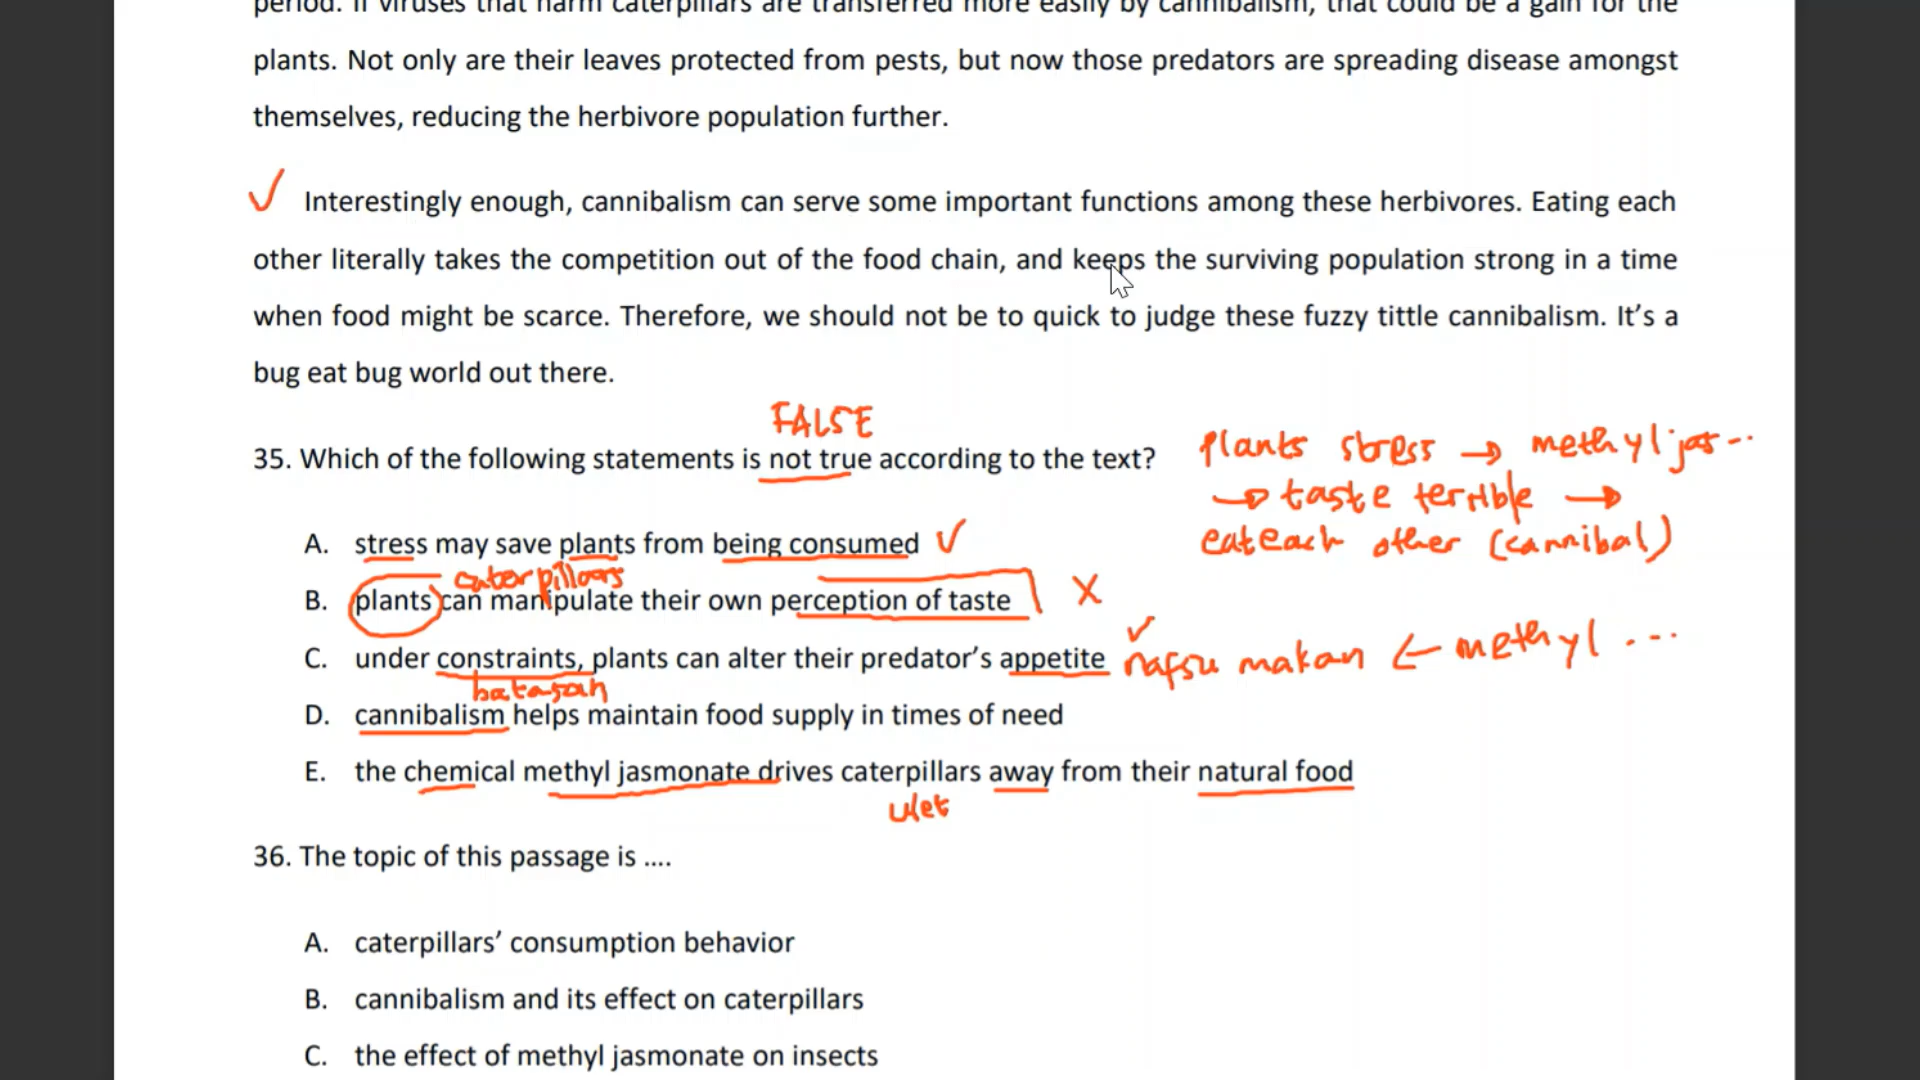 period. If viruses that harm caterpillars are transferred more easily by cannibalism, that could be a gain for the
plants. Not only are their leaves protected from pests, but now those predators are spreading disease amongst
themselves, reducing the herbivore population further.
Interestingly enough, cannibalism can serve some important functions among these herbivores. Eating each
other literally takes the competition out of the food chain, and keeps the surviving population strong in a time
when food might be scarce. Therefore, we should not be to quick to judge these fuzzy tittle cannibalism. It's a
bug eat bug world out there.
FALSE
35. Which of the following statements is not true according to the text?
plants stress → methyl jas...
→ taste terrible →
eat each other (cannibal)
A. stress may save plants from being consumed ✓
caterpillars
B. plants can manipulate their own perception of taste X
C. under constraints, plants can alter their predator's appetite nafsu makan ← methyl ...
batasan
D. cannibalism helps maintain food supply in times of need
E. the chemical methyl jasmonate drives caterpillars away from their natural food
ulet
36. The topic of this passage is ....
A. caterpillars' consumption behavior
B. cannibalism and its effect on caterpillars
C. the effect of methyl jasmonate on insects